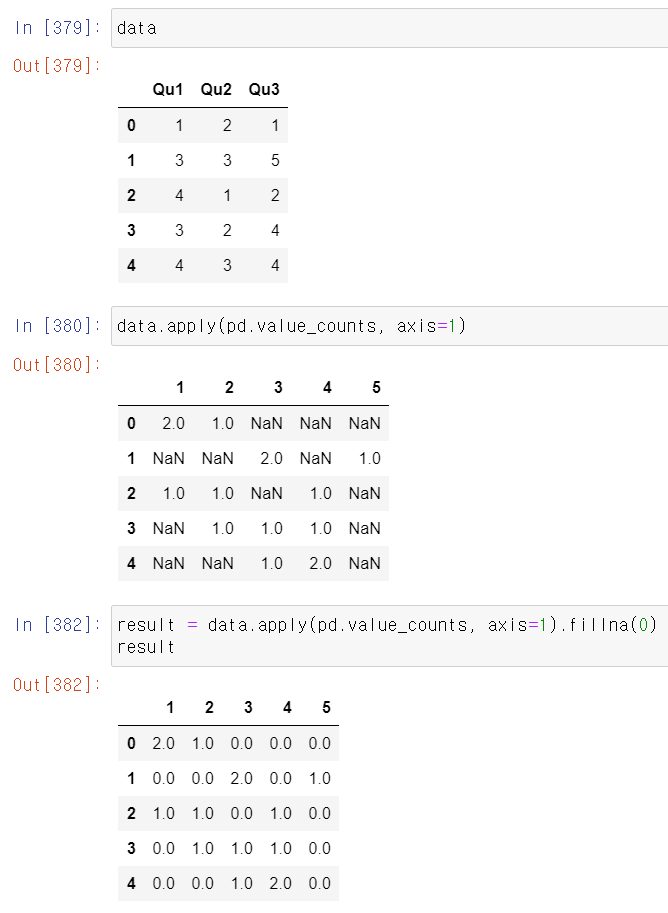 In [379]: data
Out[379]:
Qu1 Qu2 Qu3
0 1 2 1
1 3 3 5
2 4 1 2
3 3 2 4
4 4 3 4
In [380]: data.apply(pd.value_counts, axis=1)
Out[380]:
1 2 3 4 5
0 2.0 1.0 NaN NaN NaN
1 NaN NaN 2.0 NaN 1.0
2 1.0 1.0 NaN 1.0 NaN
3 NaN 1.0 1.0 1.0 NaN
4 NaN NaN 1.0 2.0 NaN
In [382]: result = data.apply(pd.value_counts, axis=1).fillna(0)
result
Out[382]:
1 2 3 4 5
0 2.0 1.0 0.0 0.0 0.0
1 0.0 0.0 2.0 0.0 1.0
2 1.0 1.0 0.0 1.0 0.0
3 0.0 1.0 1.0 1.0 0.0
4 0.0 0.0 1.0 2.0 0.0